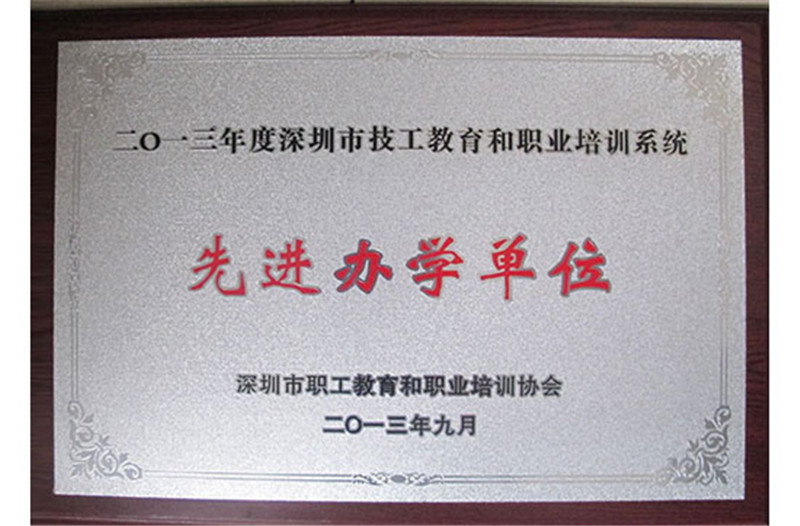 二〇一三年度深圳市技工教育和职业培训系统
先进办学单位
深圳市职工教育和职业培训协会
二〇一三年九月